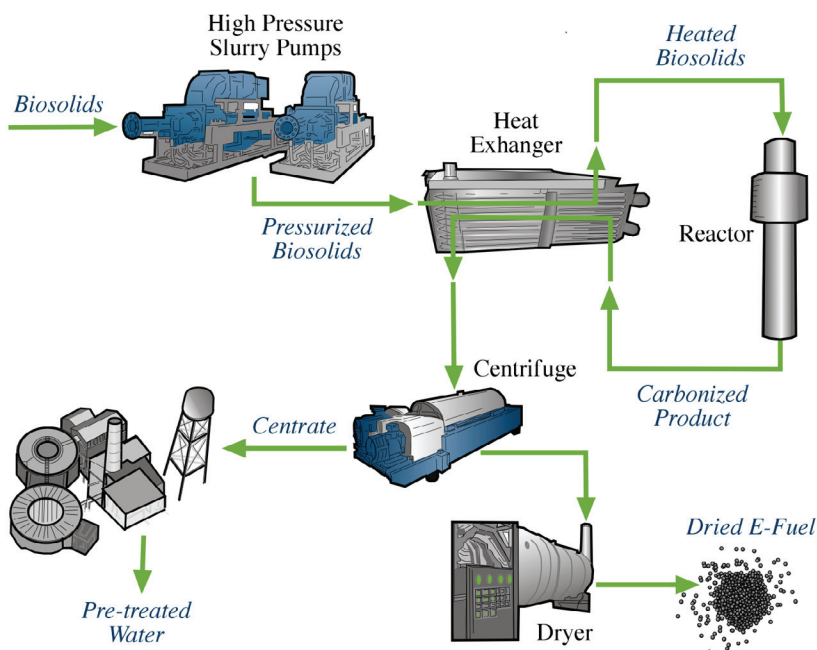 High Pressure
Slurry Pumps
Heated
Biosolids
Biosolids
Heat
Exhanger
Pressurized
Biosolids
Reactor
Centrifuge
Carbonized
Product
Centrate
Dried E-Fuel
Pre-treated
Water
Dryer